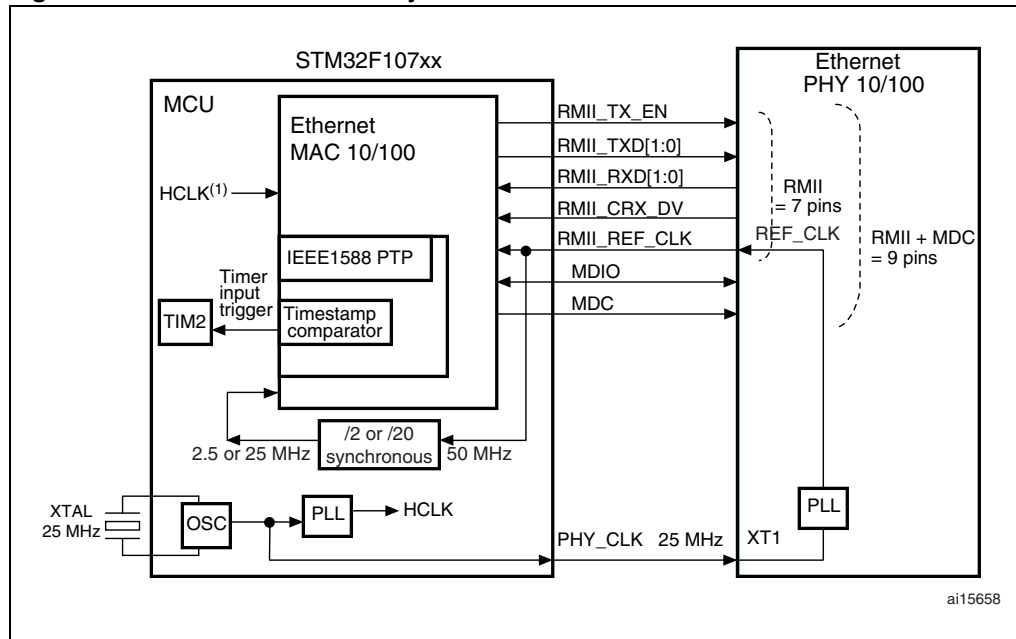 STM32F107xx
MCU
Ethernet
MAC 10/100
HCLK(1)
IEEE1588 PTP
Timer
input
trigger
Timestamp
comparator
TIM2
/2 or /20
synchronous
2.5 or 25 MHz
50 MHz
XTAL
25 MHz
OSC
PLL
HCLK
RMII_TX_EN
RMII_TXD[1:0]
RMII_RXD[1:0]
RMII_CRX_DV
RMII_REF_CLK
MDIO
MDC
PHY_CLK 25 MHz
Ethernet
PHY 10/100
RMII
= 7 pins
REF_CLK
RMII + MDC
= 9 pins
PLL
XT1
ai15658